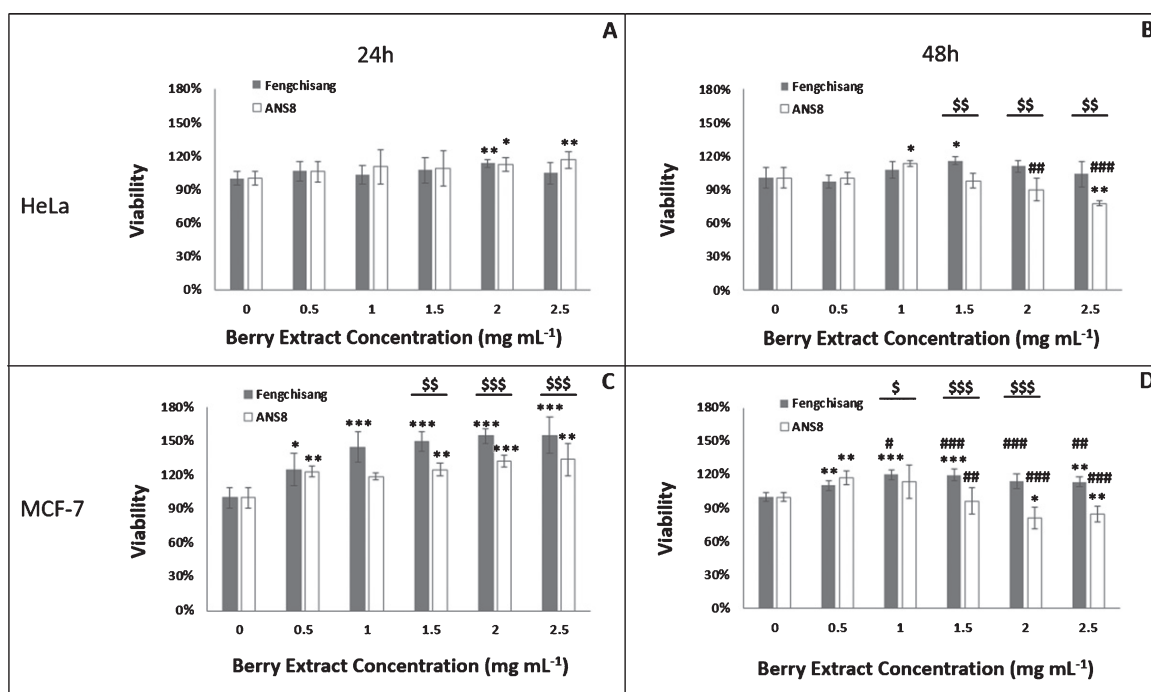 A
24h
Fengchisang
ANS8
180%
150%
120%
90%
60%
30%
0%
** * **
Viability
HeLa
0 0.5 1 1.5 2 2.5
Berry Extract Concentration (mg mL-1)
B
48h
Fengchisang
ANS8
180%
150%
120%
90%
60%
30%
0%
$$ $$ $$
* * ## ###
**
Viability
0 0.5 1 1.5 2 2.5
Berry Extract Concentration (mg mL-1)
C
Fengchisang
ANS8
180%
150%
120%
90%
60%
30%
0%
$$ $$$ $$$
* ** *** *** ** *** *** *** **
Viability
MCF-7
0 0.5 1 1.5 2 2.5
Berry Extract Concentration (mg mL-1)
D
Fengchisang
ANS8
180%
150%
120%
90%
60%
30%
0%
$ $$$ $$$
# ### ### ##
** ** *** *** ## ### ** ###
* **
Viability
0 0.5 1 1.5 2 2.5
Berry Extract Concentration (mg mL-1)